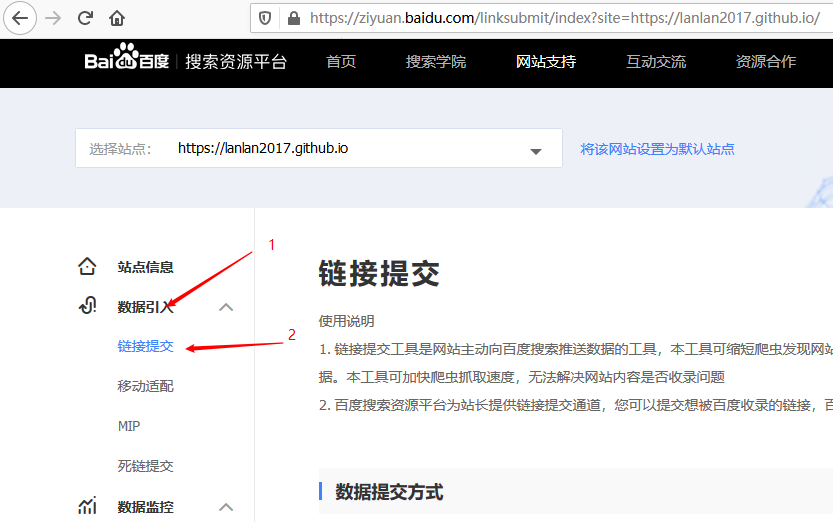 https://ziyuan.baidu.com/linksubmit/index?site=https://lanlan2017.github.io/
Bai du 百度 搜索资源平台 首页 搜索学院 网站支持 互动交流 资源合作
选择站点： https://lanlan2017.github.io 将该网站设置为默认站点
1
站点信息
数据引入
2
链接提交
移动适配
MIP
死链提交
数据监控
链接提交
使用说明
1. 链接提交工具是网站主动向百度搜索推送数据的工具，本工具可缩短爬虫发现网站
据。本工具可加快爬虫抓取速度，无法解决网站内容是否收录问题
2. 百度搜索资源平台为站长提供链接提交通道，您可以提交想被百度收录的链接，百
数据提交方式